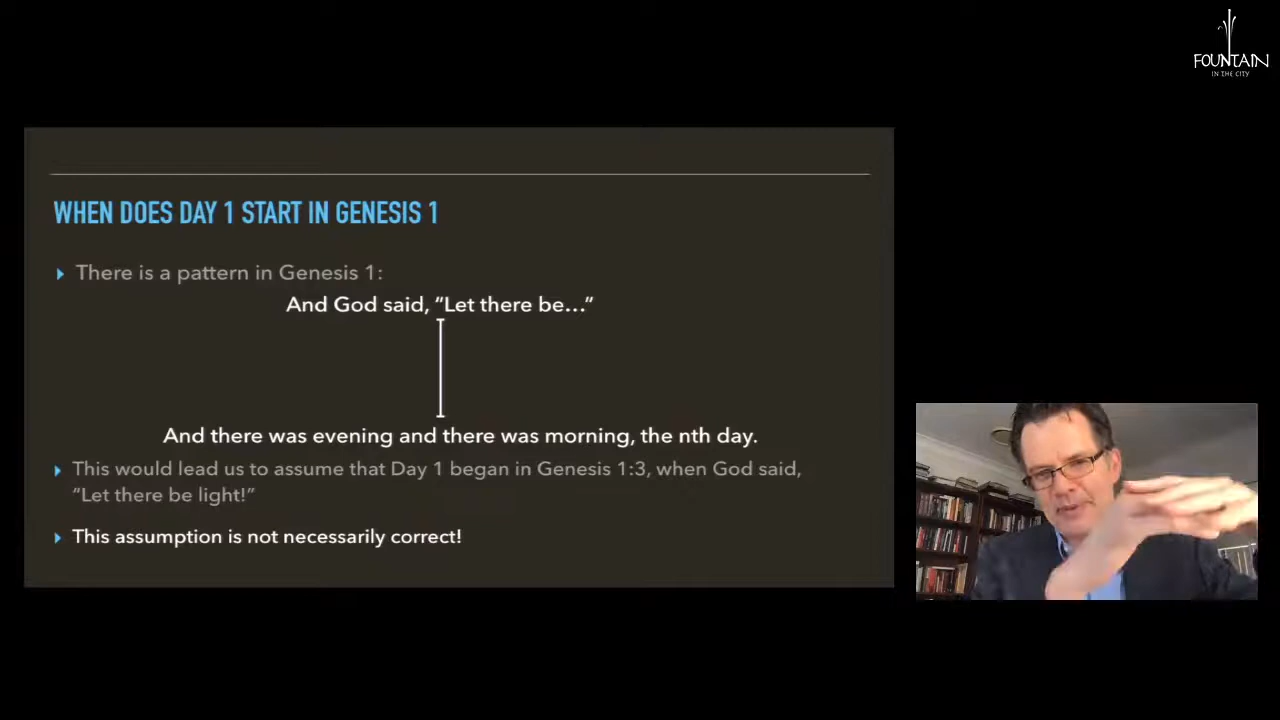 FOUNTAIN
IN THE CITY
WHEN DOES DAY 1 START IN GENESIS 1
There is a pattern in Genesis 1:
And God said, “Let there be…”
And there was evening and there was morning, the nth day.
This would lead us to assume that Day 1 began in Genesis 1:3, when God said,
“Let there be light!”
This assumption is not necessarily correct!